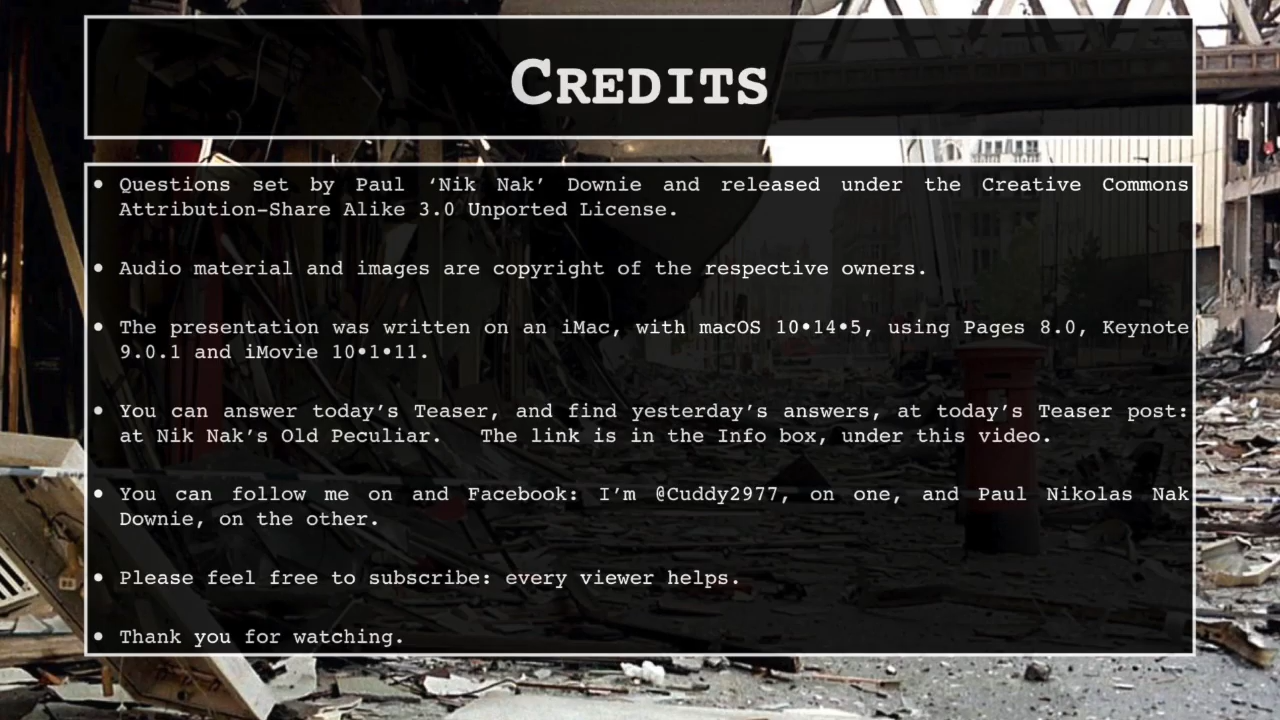 CREDITS
• Questions set by Paul ‘Nik Nak’ Downie and released under the Creative Commons
Attribution-Share Alike 3.0 Unported License.
• Audio material and images are copyright of the respective owners.
• The presentation was written on an iMac, with macOS 10•14•5, using Pages 8.0, Keynote
9.0.1 and iMovie 10•1•11.
• You can answer today’s Teaser, and find yesterday’s answers, at today’s Teaser post:
at Nik Nak’s Old Peculiar. The link is in the Info box, under this video.
• You can follow me on and Facebook: I’m @Cuddy2977, on one, and Paul Nikolas Nak
Downie, on the other.
• Please feel free to subscribe: every viewer helps.
• Thank you for watching.